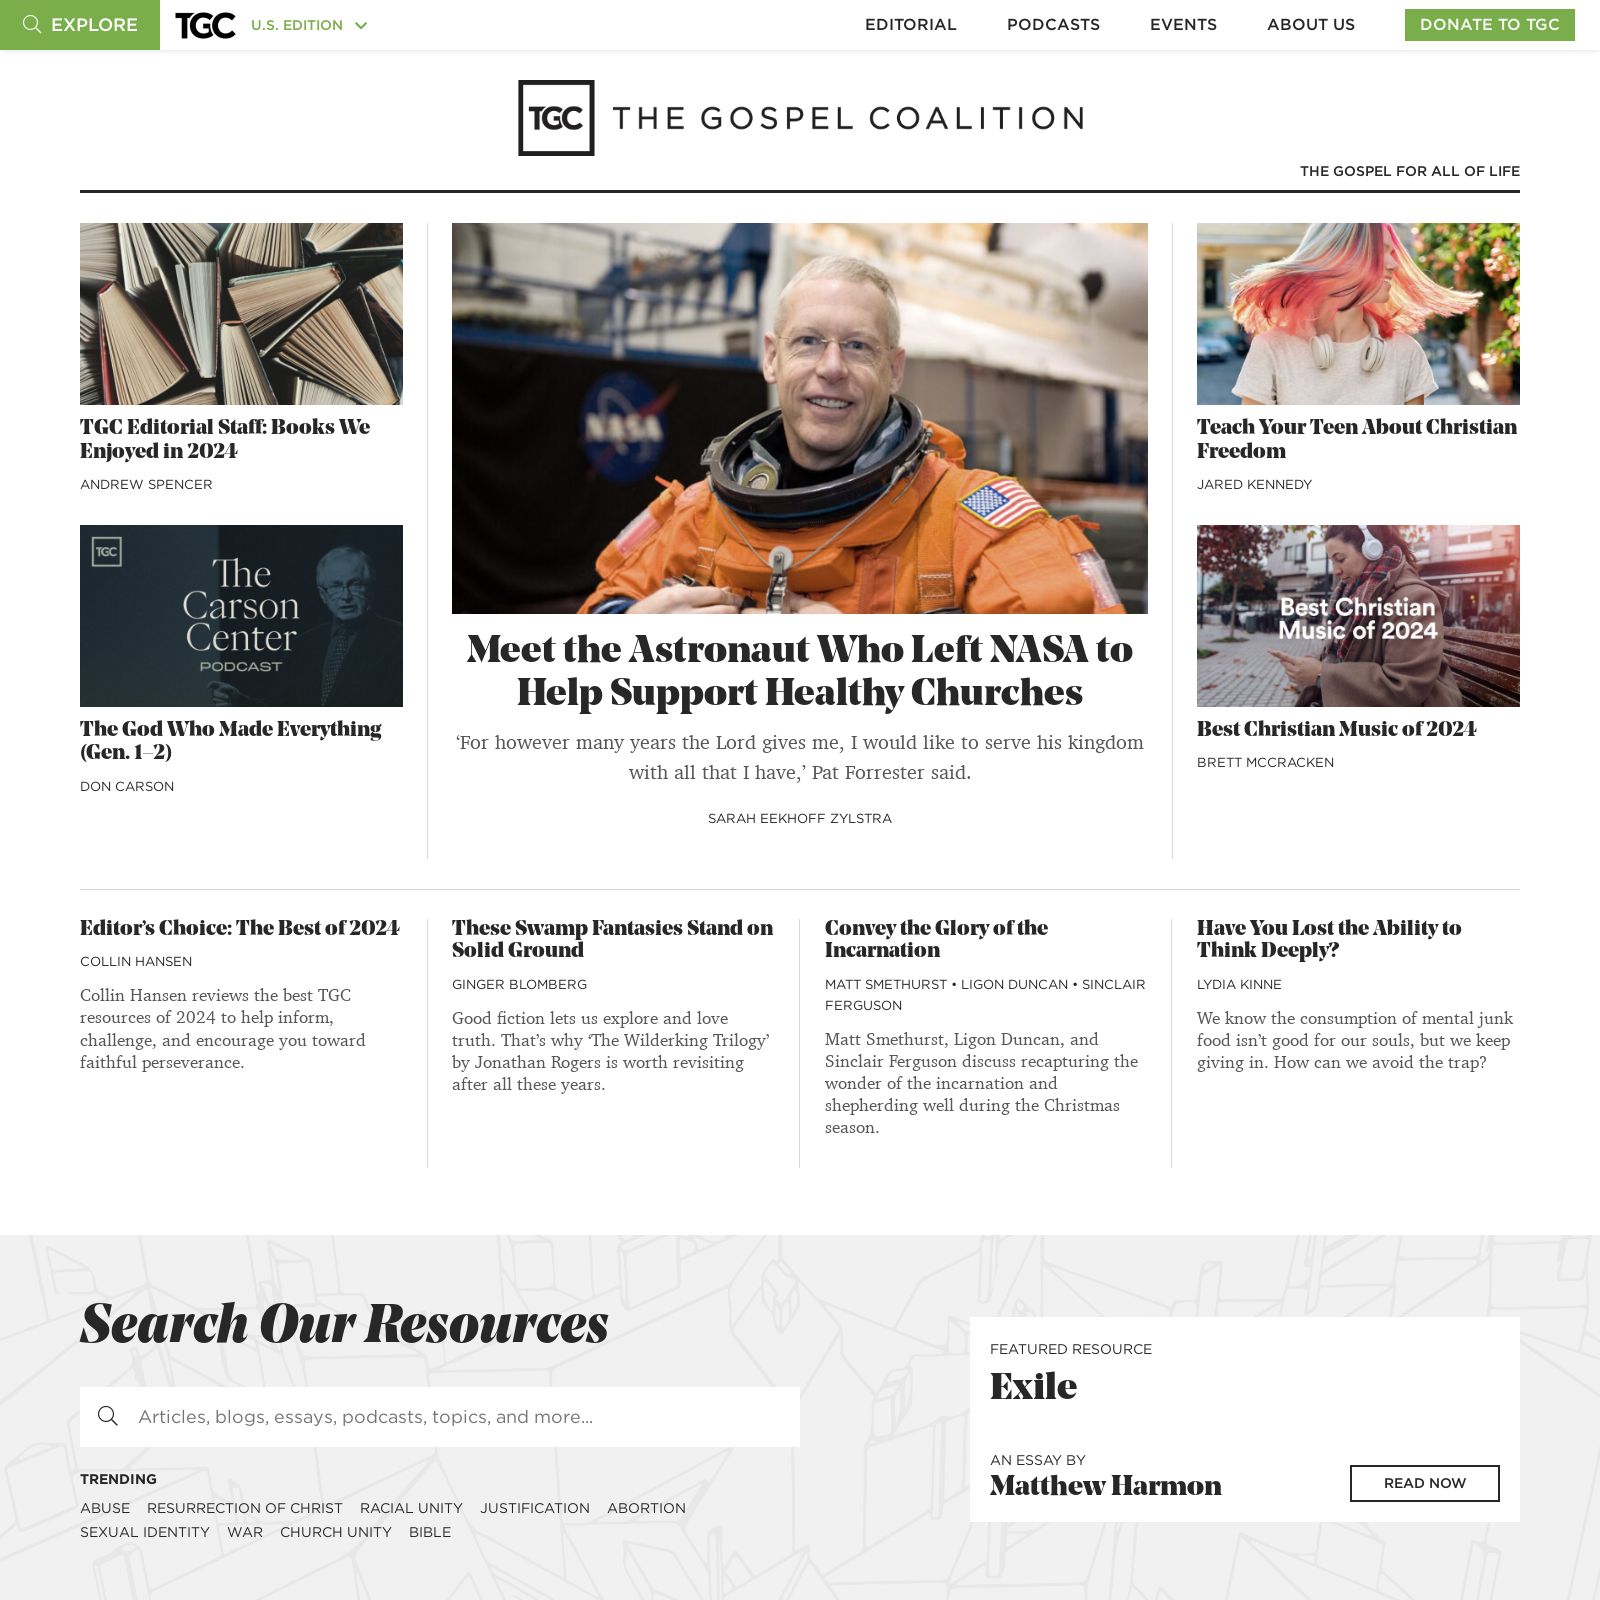 EXPLORE
TGC
U.S. EDITION
EDITORIAL
PODCASTS
EVENTS
ABOUT US
DONATE TO TGC
TGC THE GOSPEL COALITION
THE GOSPEL FOR ALL OF LIFE
TGC Editorial Staff: Books We
Enjoyed in 2024
ANDREW SPENCER
TGC
The
Carson
Center
PODCAST
The God Who Made Everything
(Gen. 1–2)
DON CARSON
NASA
Meet the Astronaut Who Left NASA to
Help Support Healthy Churches
‘For however many years the Lord gives me, I would like to serve his kingdom
with all that I have,’ Pat Forrester said.
SARAH EEKHOFF ZYLSTRA
Teach Your Teen About Christian
Freedom
JARED KENNEDY
Best Christian
Music of 2024
Best Christian Music of 2024
BRETT MCCRACKEN
Editor’s Choice: The Best of 2024
COLLIN HANSEN
Collin Hansen reviews the best TGC
resources of 2024 to help inform,
challenge, and encourage you toward
faithful perseverance.
These Swamp Fantasies Stand on
Solid Ground
GINGER BLOMBERG
Good fiction lets us explore and love
truth. That’s why ‘The Wilderking Trilogy’
by Jonathan Rogers is worth revisiting
after all these years.
Convey the Glory of the
Incarnation
MATT SMETHURST • LIGON DUNCAN • SINCLAIR
FERGUSON
Matt Smethurst, Ligon Duncan, and
Sinclair Ferguson discuss recapturing the
wonder of the incarnation and
shepherding well during the Christmas
season.
Have You Lost the Ability to
Think Deeply?
LYDIA KINNE
We know the consumption of mental junk
food isn’t good for our souls, but we keep
giving in. How can we avoid the trap?
Search Our Resources
Articles, blogs, essays, podcasts, topics, and more...
TRENDING
ABUSE RESURRECTION OF CHRIST RACIAL UNITY JUSTIFICATION ABORTION
SEXUAL IDENTITY WAR CHURCH UNITY BIBLE
FEATURED RESOURCE
Exile
AN ESSAY BY
Matthew Harmon
READ NOW